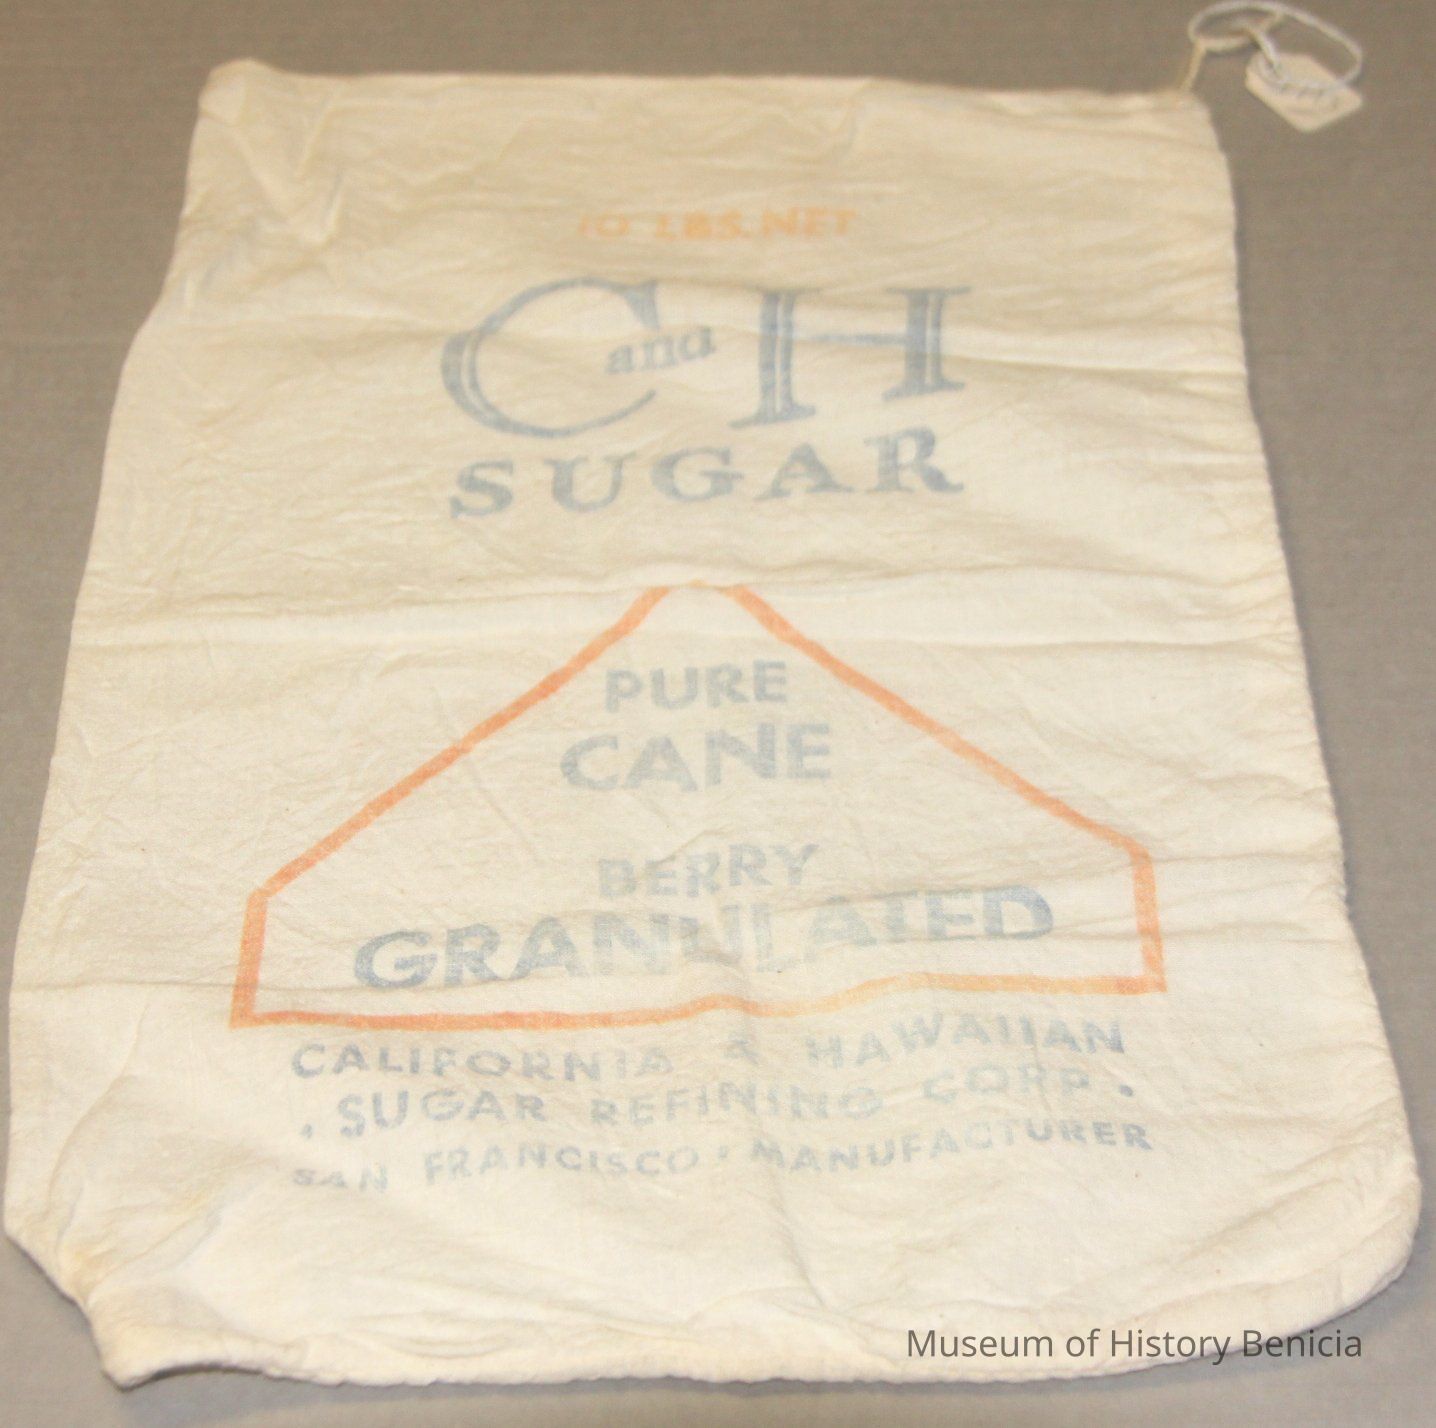 10 LBS. NET
C and H
SUGAR
PURE
CANE
BERRY
GRANULATED
CALIFORNIA & HAWAIIAN
. SUGAR REFINING CORP .
SAN FRANCISCO · MANUFACTURER
Museum of History Benicia